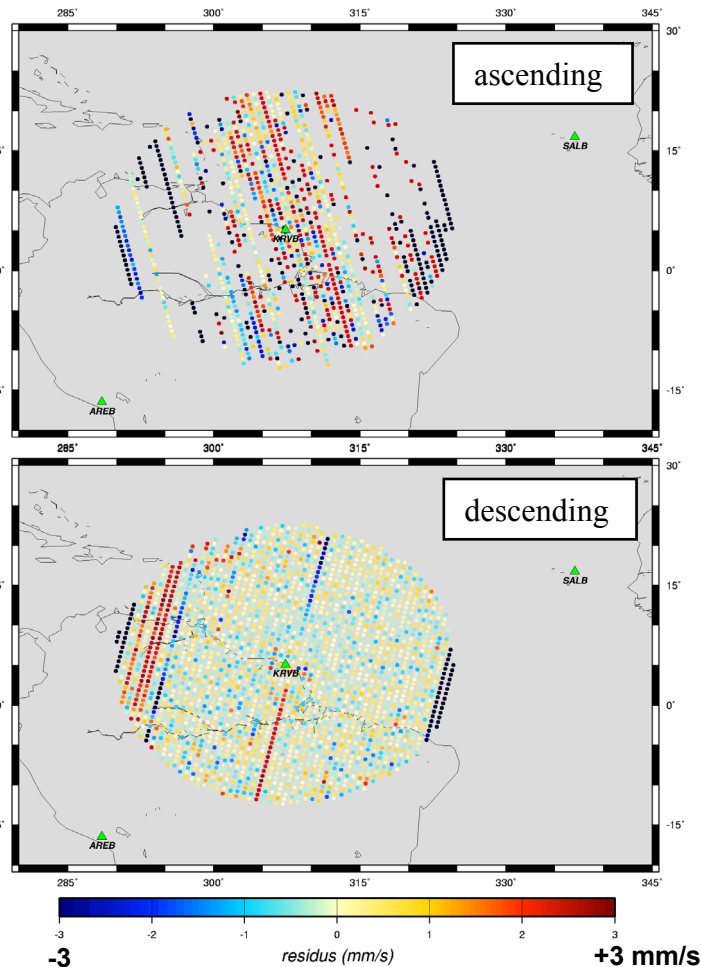 285° 300° 315° 330° 345°
30°
ascending
SALB
15°
KRVB
0°
AREB
-15°
285° 300° 315° 330° 345°
30°
descending
SALB
15°
KRVB
0°
AREB
-15°
285° 300° 315° 330° 345°
-3 -2 -1 0 1 2 3
-3 residus (mm/s) +3 mm/s